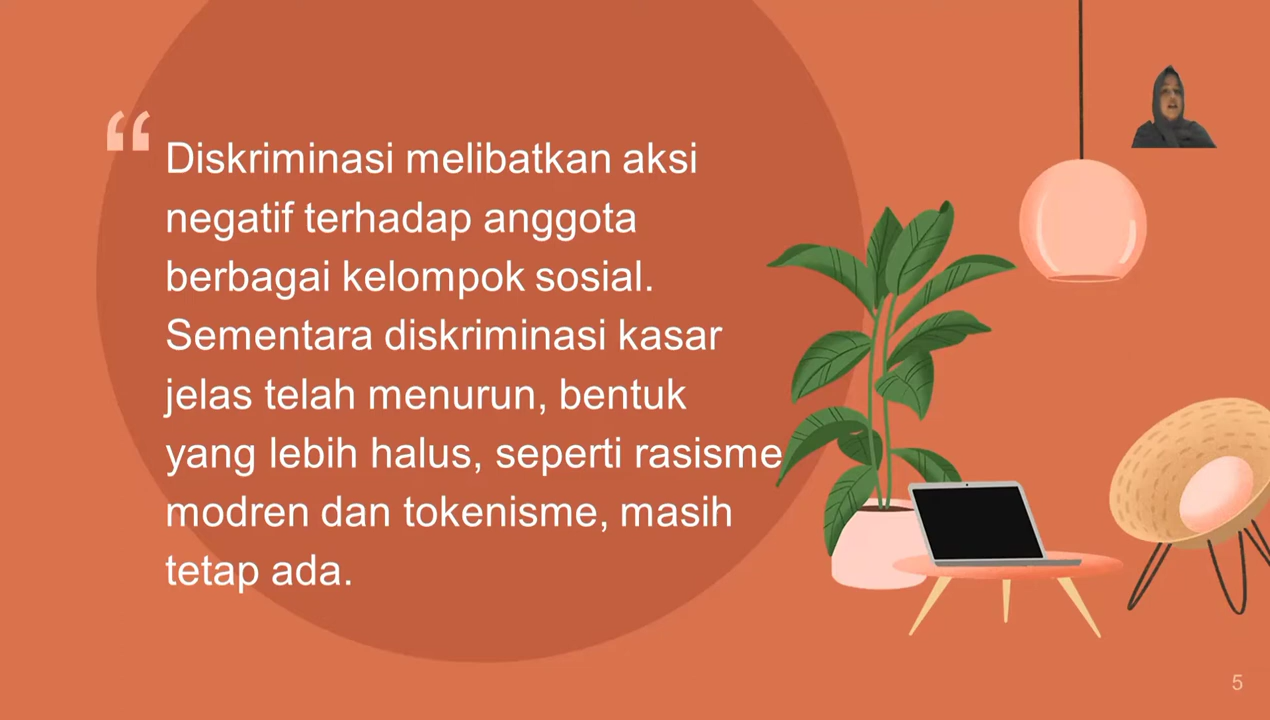 “
Diskriminasi melibatkan aksi
negatif terhadap anggota
berbagai kelompok sosial.
Sementara diskriminasi kasar
jelas telah menurun, bentuk
yang lebih halus, seperti rasisme
modren dan tokenisme, masih
tetap ada.
5